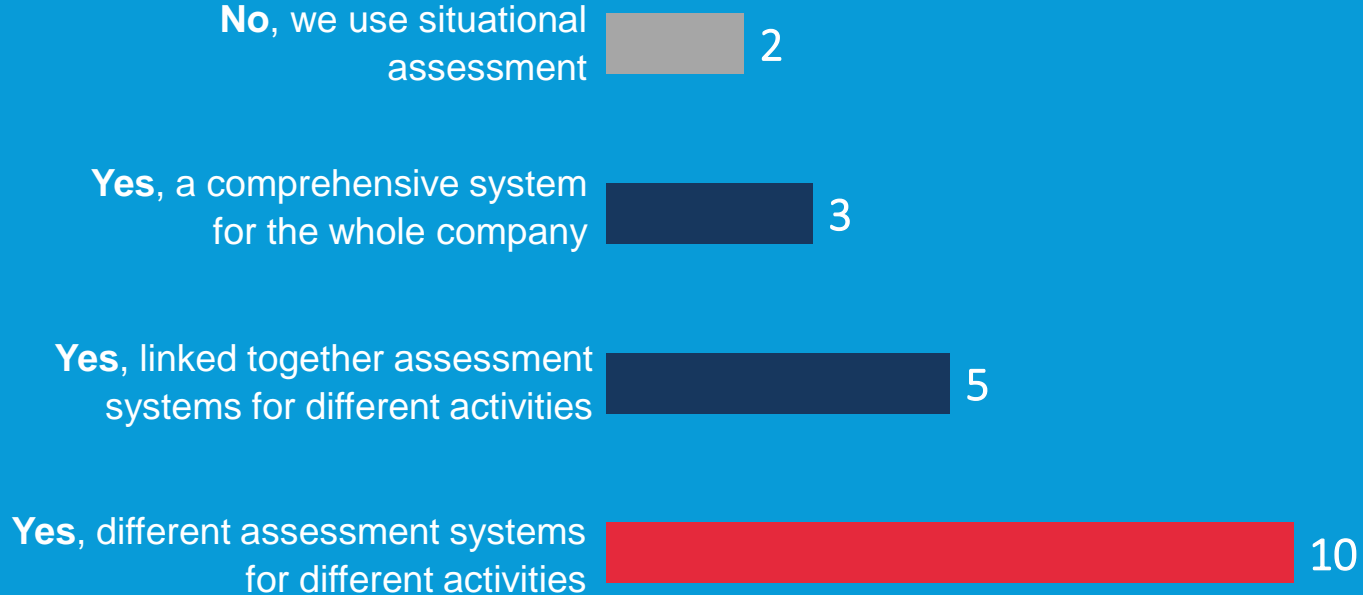 No, we use situational
assessment
2
Yes, a comprehensive system
for the whole company
3
Yes, linked together assessment
systems for different activities
5
Yes, different assessment systems
for different activities
10